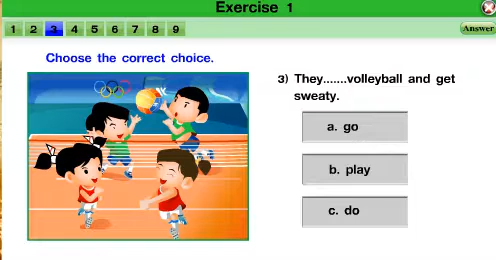 Exercise 1
1 2 3 4 5 6 7 8 9
Answer
Choose the correct choice.
3) They.......volleyball and get
sweaty.
a. go
b. play
c. do